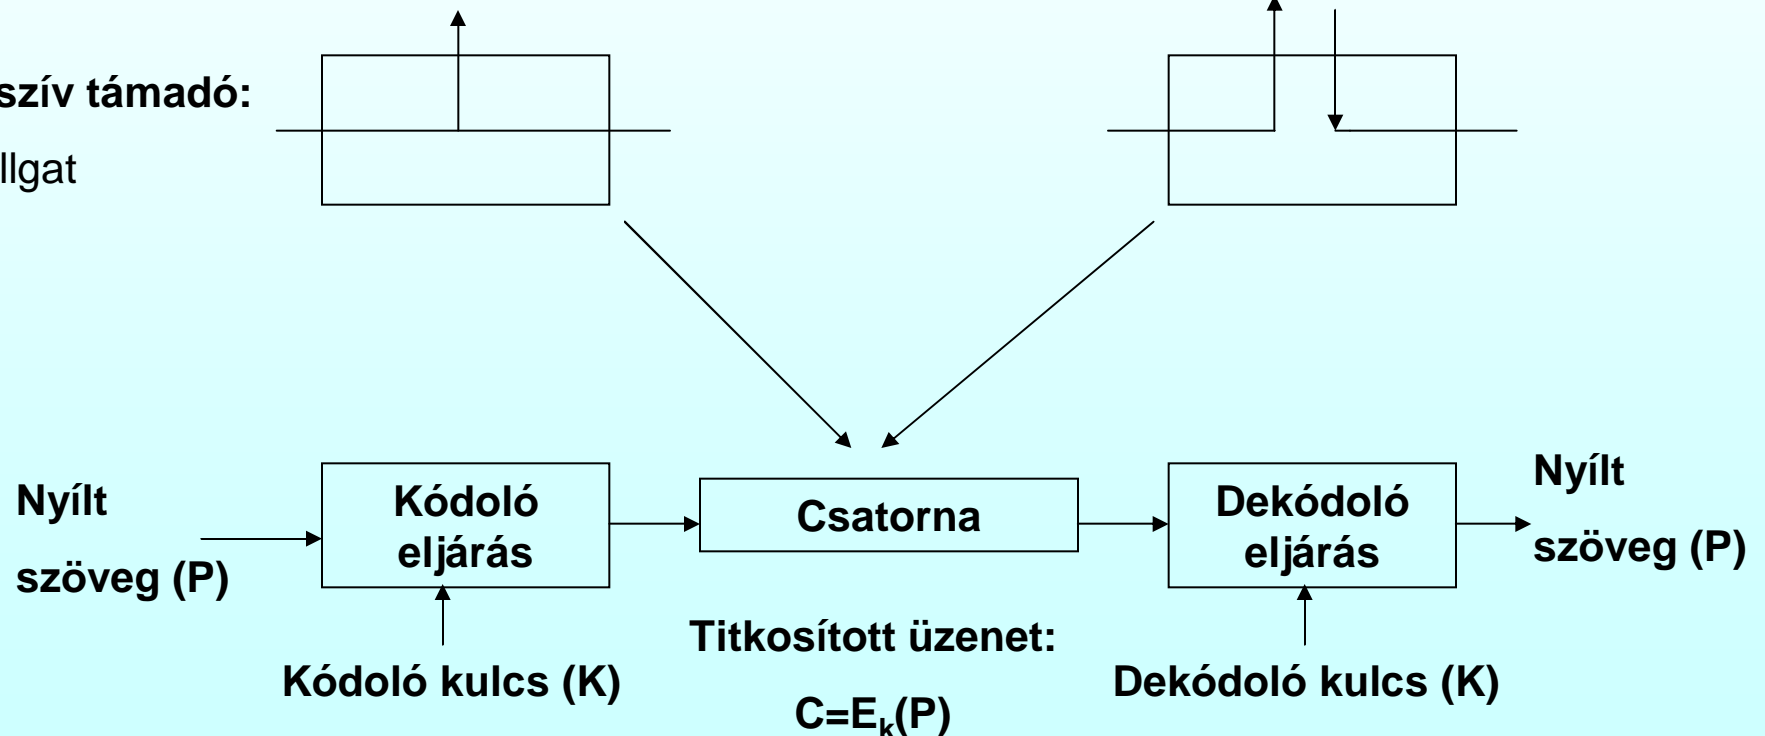 szív támadó:
llgat
Nyílt
szöveg (P)
Kódoló
eljárás
Csatorna
Dekódoló
eljárás
Nyílt
szöveg (P)
Kódoló kulcs (K)
Titkosított üzenet:
C=Ek(P)
Dekódoló kulcs (K)